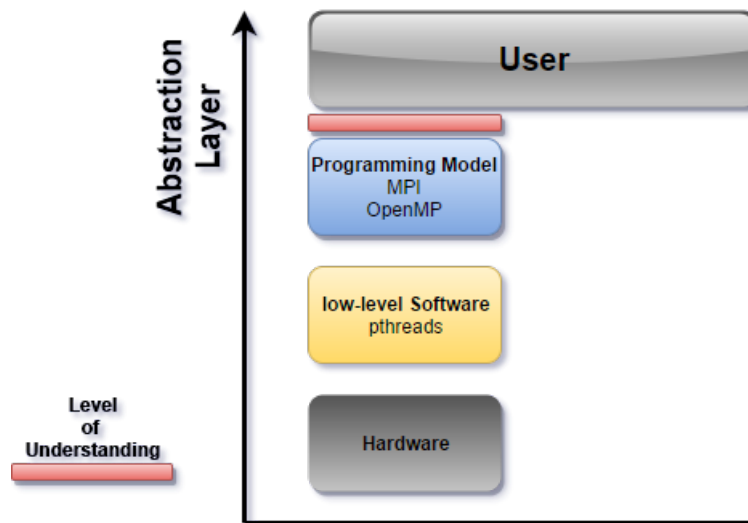 Abstraction
Layer
User
Programming Model
MPI
OpenMP
low-level Software
pthreads
Hardware
Level
of
Understanding